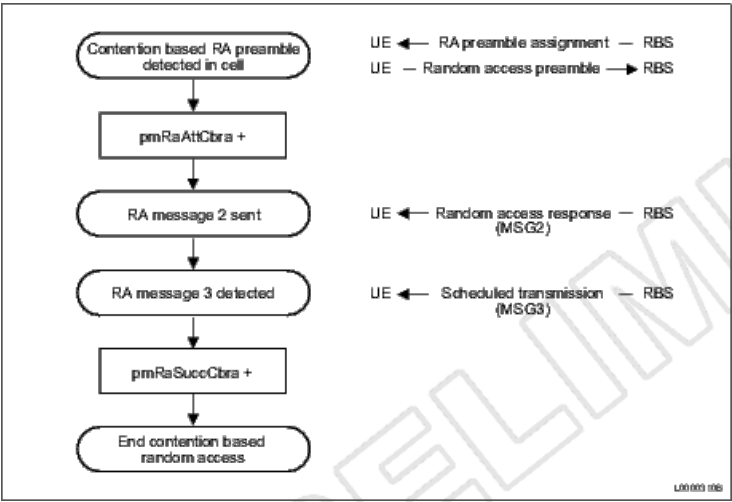 Contention based RA preamble
detected in cell
UE RA preamble assignment RBS
UE Random access preamble RBS
pmRaAttCbra +
RA message 2 sent
UE Random access response RBS
(MSG2)
RA message 3 detected
UE Scheduled transmission RBS
(MSG3)
pmRaSuccCbra +
End contention based
random access